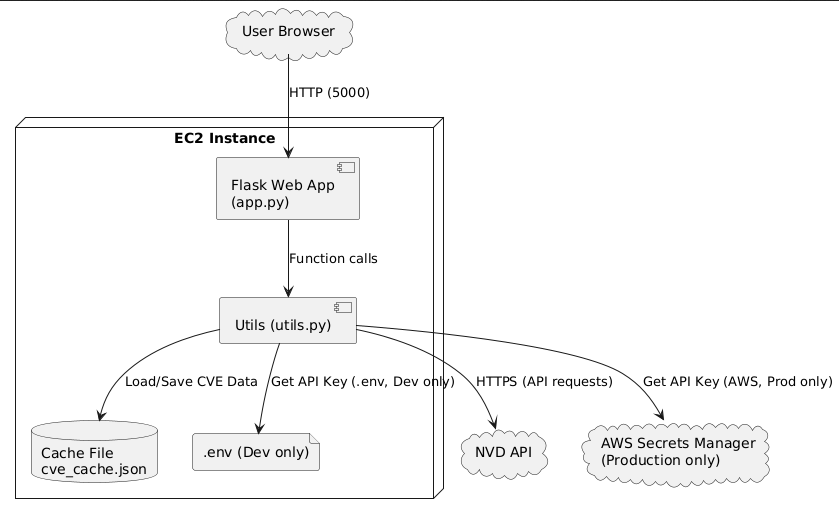 User Browser
HTTP (5000)
EC2 Instance
Flask Web App
(app.py)
Function calls
Utils (utils.py)
Load/Save CVE Data
Get API Key (.env, Dev only)
HTTPS (API requests)
Get API Key (AWS, Prod only)
Cache File
cve_cache.json
.env (Dev only)
NVD API
AWS Secrets Manager
(Production only)